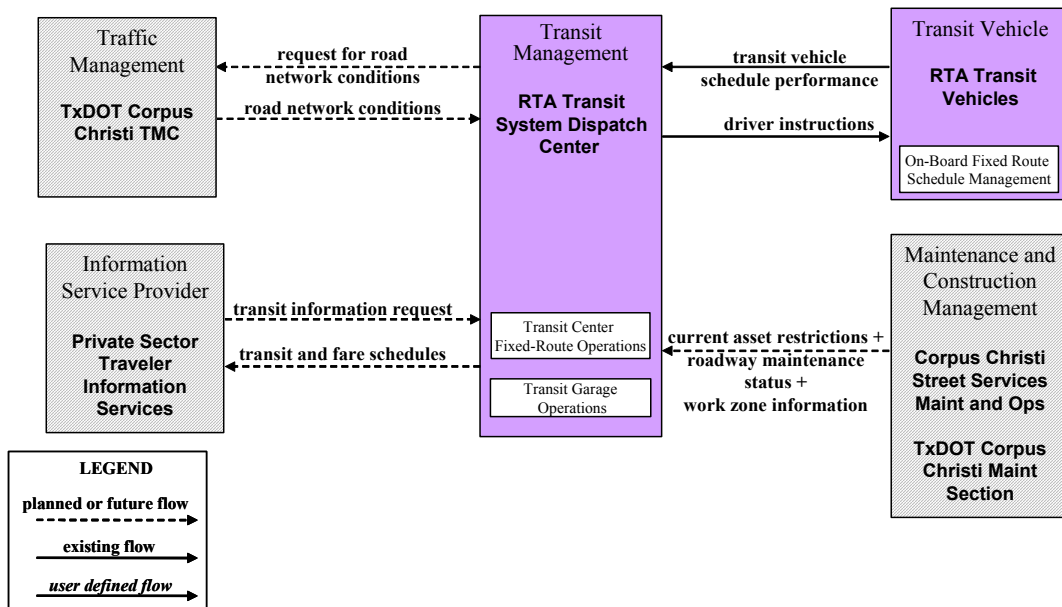 Traffic
Management
TxDOT Corpus
Christi TMC
request for road
network conditions
road network conditions
Transit
Management
RTA Transit
System Dispatch
Center
transit vehicle
schedule performance
driver instructions
Transit Vehicle
RTA Transit
Vehicles
On-Board Fixed Route
Schedule Management
Information
Service Provider
Private Sector
Traveler
Information
Services
transit information request
transit and fare schedules
Transit Center
Fixed-Route Operations
Transit Garage
Operations
current asset restrictions +
roadway maintenance
status +
work zone information
Maintenance and
Construction
Management
Corpus Christi
Street Services
Maint and Ops
TxDOT Corpus
Christi Maint
Section
LEGEND
planned or future flow
existing flow
user defined flow